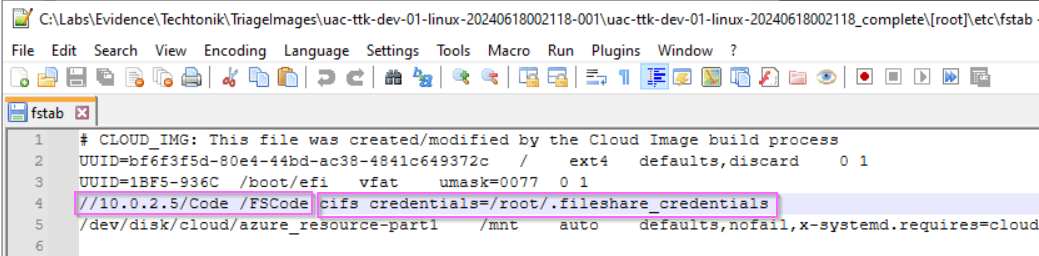 C:\Labs\Evidence\Techtonik\TriageImages\uac-ttk-dev-01-linux-20240618002118-001\uac-ttk-dev-01-linux-20240618002118_complete\[root]\etc\fstab -
File Edit Search View Encoding Language Settings Tools Macro Run Plugins Window ?
fstab
1 # CLOUD_IMG: This file was created/modified by the Cloud Image build process
2 UUID=bf6f3f5d-80e4-44bd-ac38-4841c649372c / ext4 defaults,discard 0 1
3 UUID=1BF5-936C /boot/efi vfat umask=0077 0 1
4 //10.0.2.5/Code /FSCode cifs credentials=/root/.fileshare_credentials
5 /dev/disk/cloud/azure_resource-part1 /mnt auto defaults,nofail,x-systemd.requires=cloud
6